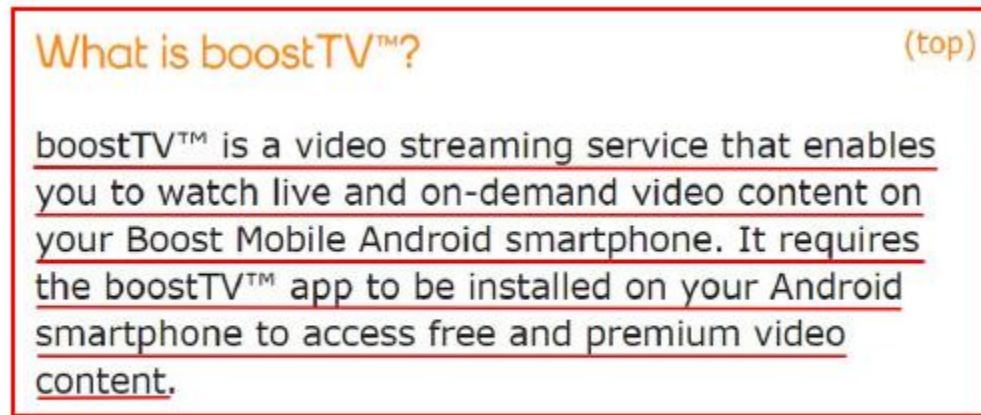 What is boostTV™? (top)
boostTV™ is a video streaming service that enables
you to watch live and on-demand video content on
your Boost Mobile Android smartphone. It requires
the boostTV™ app to be installed on your Android
smartphone to access free and premium video
content.